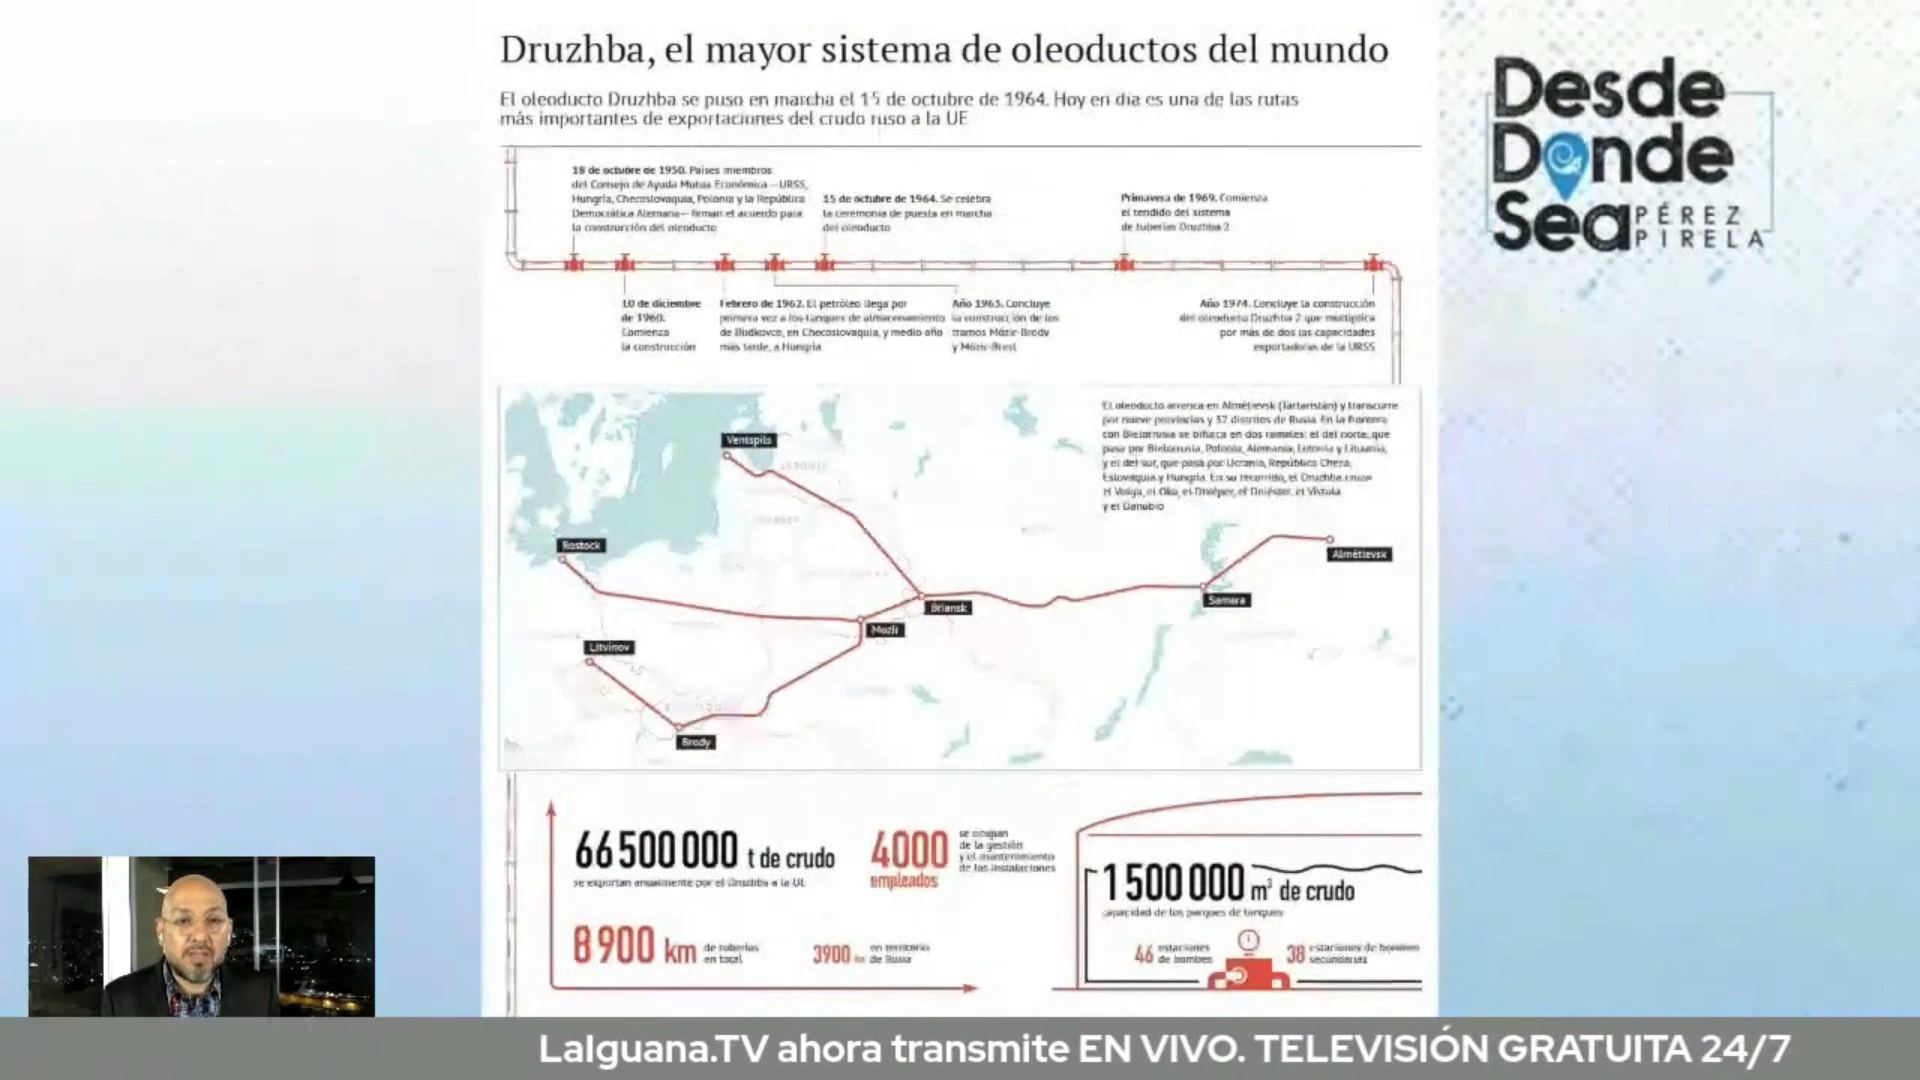 Druzhba, el mayor sistema de oleoductos del mundo
El oleoducto Druzhba se puso en marcha el 15 de octubre de 1964. Hoy en día es una de las rutas
más importantes de exportaciones del crudo ruso a la UE
18 de octubre de 1950. Países miembros
del Consejo de Ayuda Mutua Económica —URSS,
Hungría, Checoslovaquia, Polonia y la República
Democrática Alemana— firman el acuerdo para
la construcción del oleoducto
15 de octubre de 1964. Se celebra
la ceremonia de puesta en marcha
del oleoducto
Primavera de 1969. Comienza
el tendido del sistema
de tuberías Druzhba 2
10 de diciembre
de 1960.
Comienza
la construcción
Febrero de 1962. El petróleo llega por
primera vez a los tanques de almacenamiento
de Budkovce, en Checoslovaquia, y medio año
más tarde, a Hungría
Año 1963. Concluye
la construcción de los
tramos Mózir-Brody
y Mózir-Brest
Año 1974. Concluye la construcción
del oleoducto Druzhba 2 que multiplica
por más de dos las capacidades
exportadoras de la URSS
El oleoducto arranca en Almétievsk (Tartaristán) y transcurre
por nueve provincias y 37 distritos de Rusia. En la frontera
con Bielorrusia se bifurca en dos ramales: el del norte, que
pasa por Bielorrusia, Polonia, Alemania, Letonia y Lituania,
y el del sur, que pasa por Ucrania, República Checa,
Eslovaquia y Hungría. En su recorrido, el Druzhba cruza
el Volga, el Oká, el Dniéper, el Dniéster, el Vístula
y el Danubio
Ventspils
LETONIA
Rostock
Almétievsk
Samara
Briansk
Mozir
Litvínov
Brody
66 500 000 t de crudo
se exportan anualmente por el Druzhba a la UE
4000
empleados
se ocupan
de la gestión
y el mantenimiento
de las instalaciones
8 900 km de tuberías
en total
3900 km en territorio
de Rusia
1 500 000 m³ de crudo
capacidad de los parques de tanques
46 estaciones
de bombeo
38 estaciones de bombeo
secundarias
Desde
Donde
Sea
PÉREZ
PIRELA
LaIguana.TV ahora transmite EN VIVO. TELEVISIÓN GRATUITA 24/7